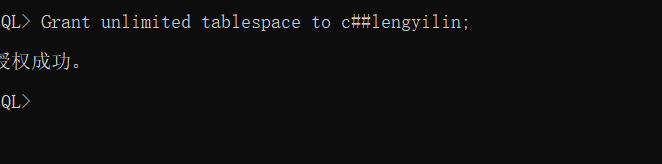 QL> Grant unlimited tablespace to c##lengyilin;
授权成功。
QL>